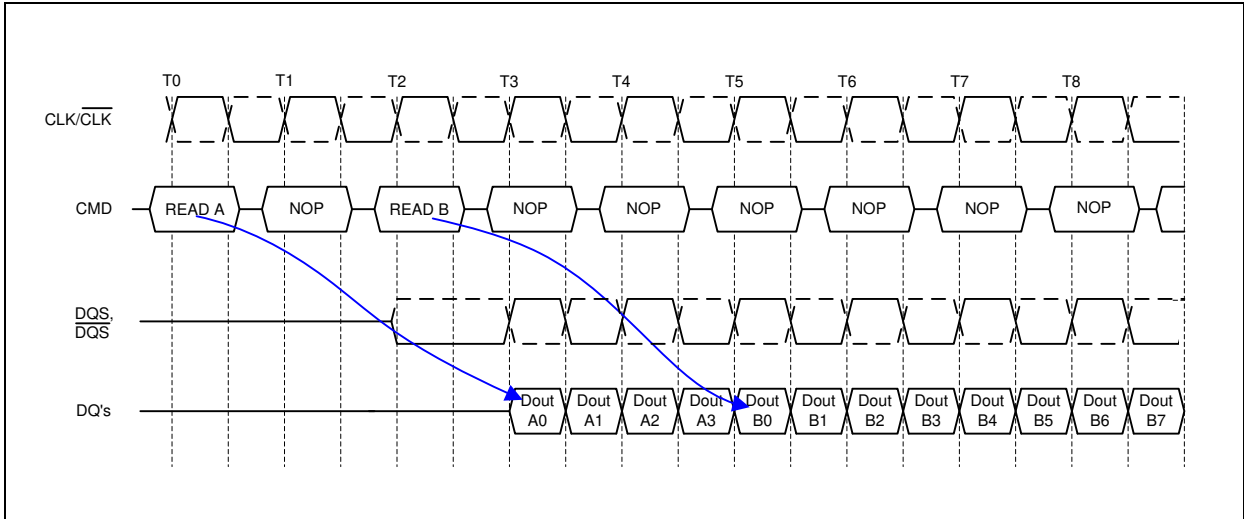 T0 T1 T2 T3 T4 T5 T6 T7 T8
CLK/CLK
CMD READ A NOP READ B NOP NOP NOP NOP NOP NOP
DQS,
DQS
DQ's
Dout Dout Dout Dout Dout Dout Dout Dout Dout Dout Dout Dout
A0 A1 A2 A3 B0 B1 B2 B3 B4 B5 B6 B7